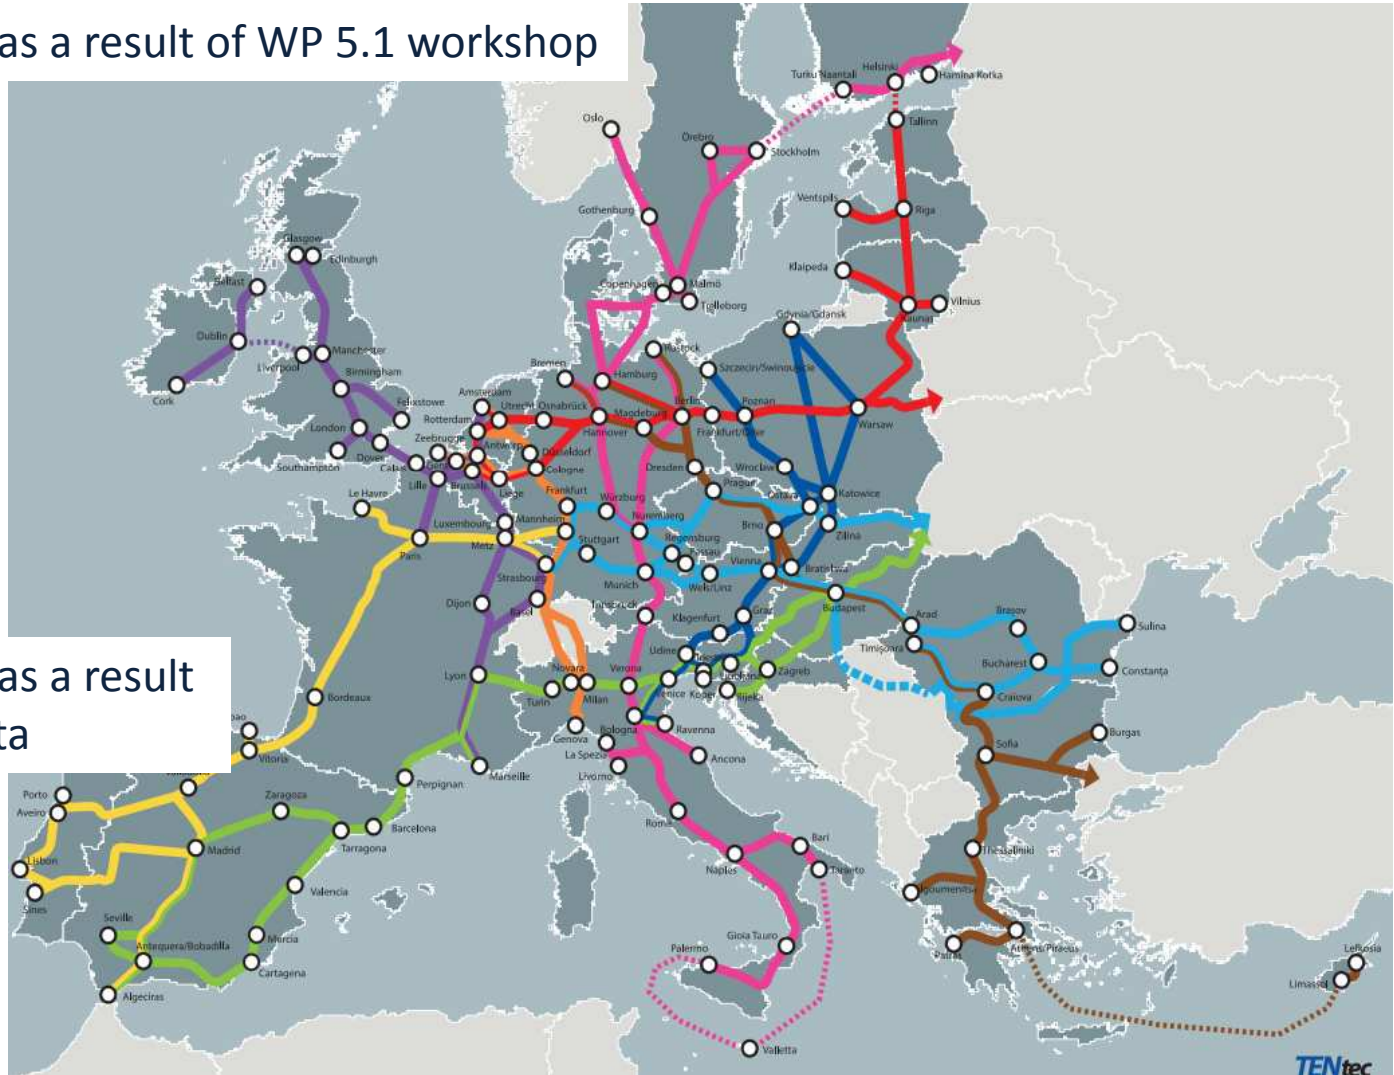 as a result of WP 5.1 workshop
Helsinki
Turku Naantali
Hamina Kotka
Oslo
Tallinn
Örebro
Stockholm
Ventspils
Riga
Gothenburg
Glasgow
Edinburgh
Klaipeda
Belfast
Copenhagen
Malmö
Trelleborg
Vilnius
Kaunas
Gdynia/Gdansk
Dublin
Manchester
Liverpool
Rostock
Birmingham
Bremen
Szczecin/Swinoujscie
Hamburg
Cork
Amsterdam
Felixstowe
Utrecht
Osnabrück
Magdeburg
Berlin
Poznan
Rotterdam
Warsaw
London
Hannover
Frankfurt/Oder
Zeebrugge
Antwerp
Southampton
Dover
Düsseldorf
Calais
Gent
Cologne
Dresden
Wroclaw
Lille
Brussels
Liège
Prague
Le Havre
Frankfurt
Würzburg
Ostava
Katowice
Luxembourg
Mannheim
Nuremberg
Brno
Paris
Metz
Stuttgart
Regensburg
Zilina
Passau
Strasbourg
Munich
Vienna
Bratislava
Wels/Linz
Dijon
Basel
Innsbruck
Graz
Budapest
Arad
Brasov
Klagenfurt
Sulina
Udine
Timişoara
as a result
Lyon
Novara
Verona
Ljubljana
Zagreb
Bucharest
Constanța
Turin
Milan
Venice
Koper
Rijeka
Craiova
Bordeaux
bao
ta
Genova
Bologna
Ravenna
Burgas
Vitoria
La Spezia
Ancona
Sofia
Livorno
Marseille
Perpignan
Porto
Zaragoza
Aveiro
Rome
Barcelona
Tarragona
Bari
Madrid
Thessaliniki
Lisbon
Naples
Taranto
Sines
Valencia
Igoumenitsa
Seville
Murcia
Gioia Tauro
Antequera/Bobadilla
Palermo
Patras
Athens/Piraeus
Lefkosia
Cartagena
Limassol
Algeciras
Valletta
TENtec